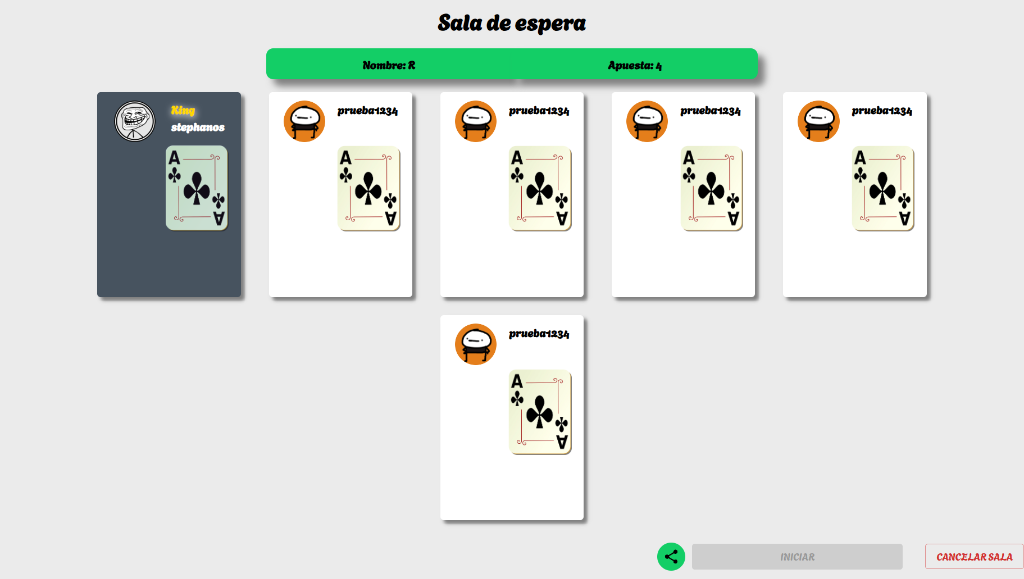 Sala de espera
Nombre: R
Apuesta: 4
King
stephanos
A
A
prueba1234
A
A
prueba1234
A
A
prueba1234
A
A
prueba1234
A
A
prueba1234
A
A
INICIAR
CANCELAR SALA